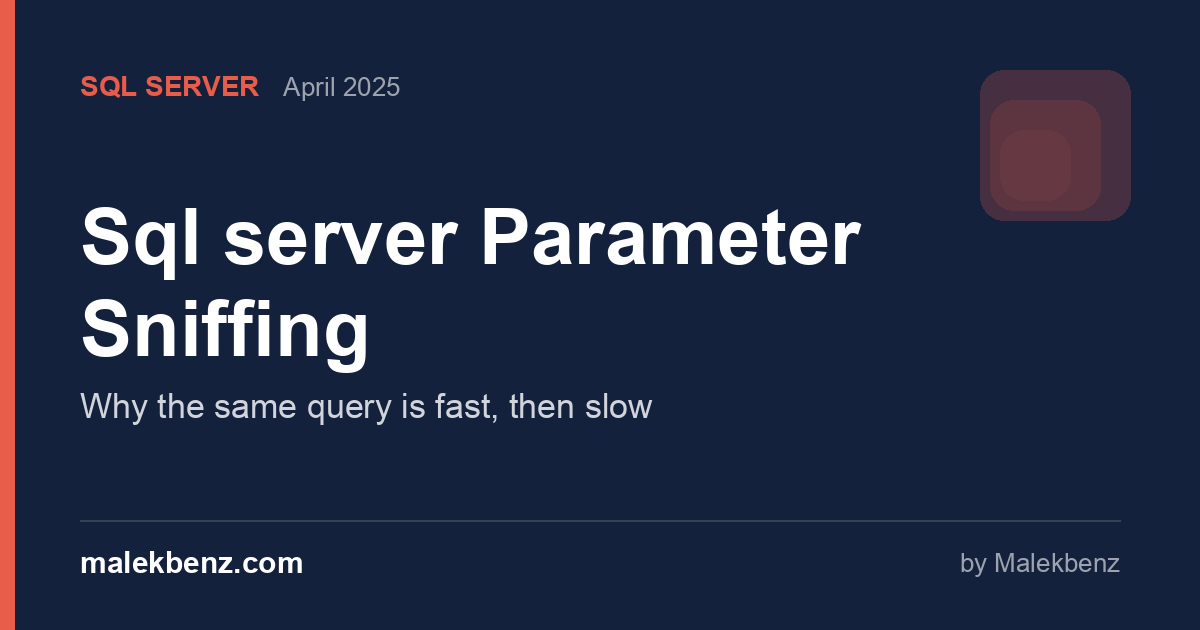 SQL SERVER April 2025
Sql server Parameter
Sniffing
Why the same query is fast, then slow
malekbenz.com
by Malekbenz